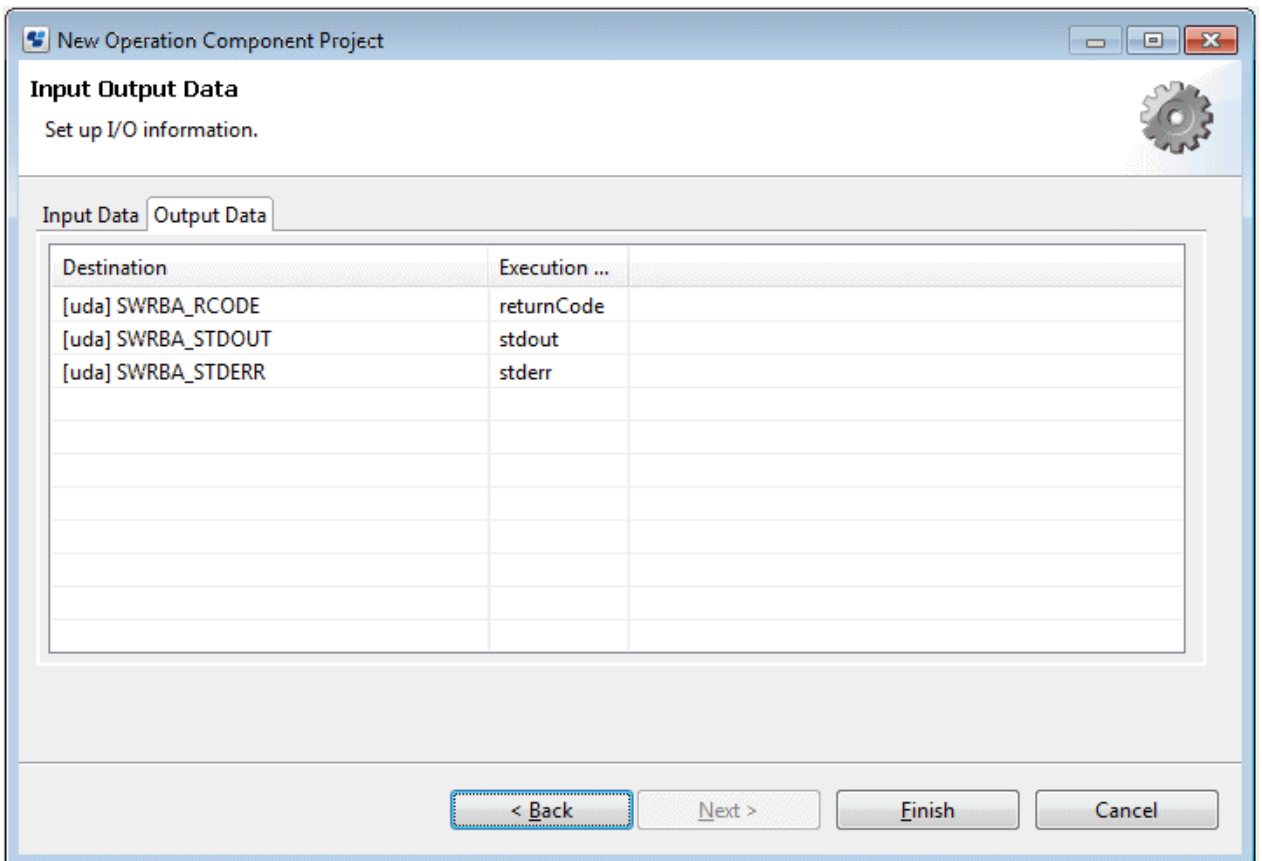 New Operation Component Project
Input Output Data
Set up I/O information.
Input Data Output Data
Destination Execution ...
[uda] SWRBA_RCODE returnCode
[uda] SWRBA_STDOUT stdout
[uda] SWRBA_STDERR stderr
< Back Next > Finish Cancel